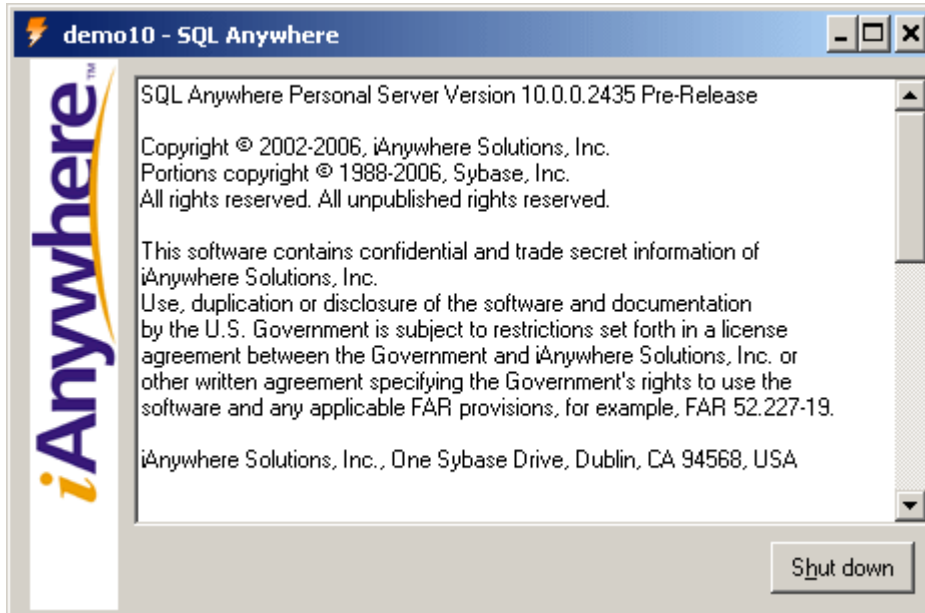 demo10 - SQL Anywhere
iAnywhere™
SQL Anywhere Personal Server Version 10.0.0.2435 Pre-Release
Copyright © 2002-2006, iAnywhere Solutions, Inc.
Portions copyright © 1988-2006, Sybase, Inc.
All rights reserved. All unpublished rights reserved.
This software contains confidential and trade secret information of
iAnywhere Solutions, Inc.
Use, duplication or disclosure of the software and documentation
by the U.S. Government is subject to restrictions set forth in a license
agreement between the Government and iAnywhere Solutions, Inc. or
other written agreement specifying the Government's rights to use the
software and any applicable FAR provisions, for example, FAR 52.227-19.
iAnywhere Solutions, Inc., One Sybase Drive, Dublin, CA 94568, USA
Shut down